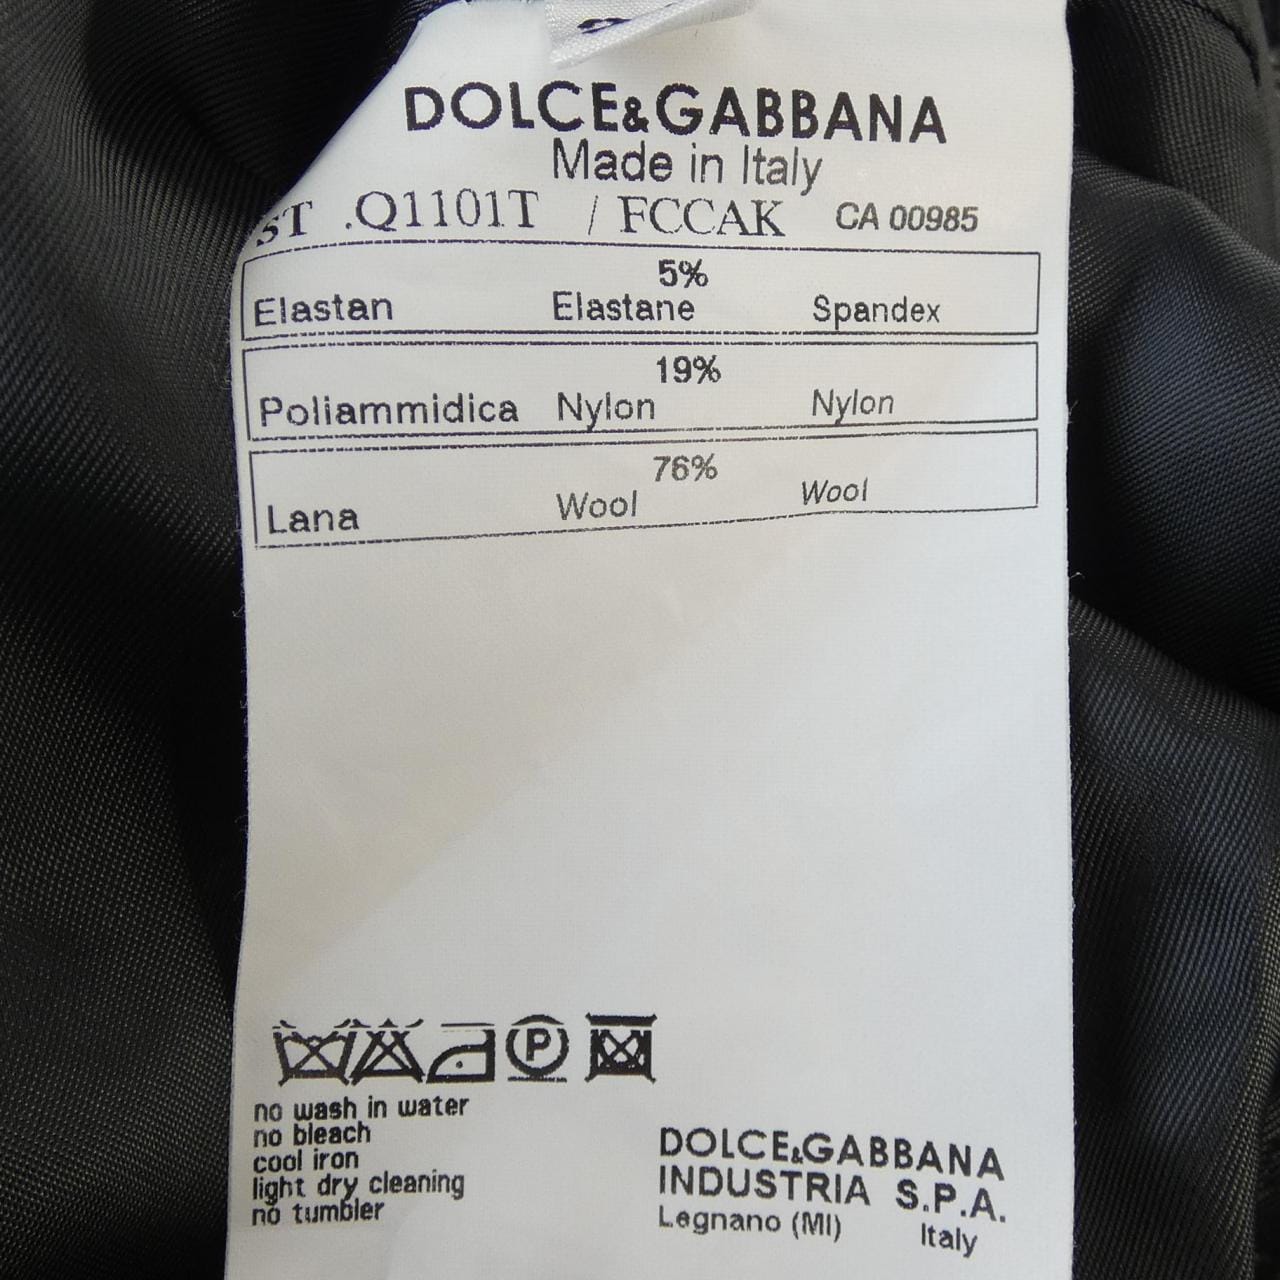 DOLCE&GABBANA
Made in Italy
ST .Q1101T / FCCAK CA 00985
5%
Elastan Elastane Spandex
19%
Poliammidica Nylon Nylon
76%
Lana Wool Wool
P
no wash in water
no bleach
cool iron
light dry cleaning
no tumbler
DOLCE&GABBANA
INDUSTRIA S.P.A.
Legnano (MI) Italy